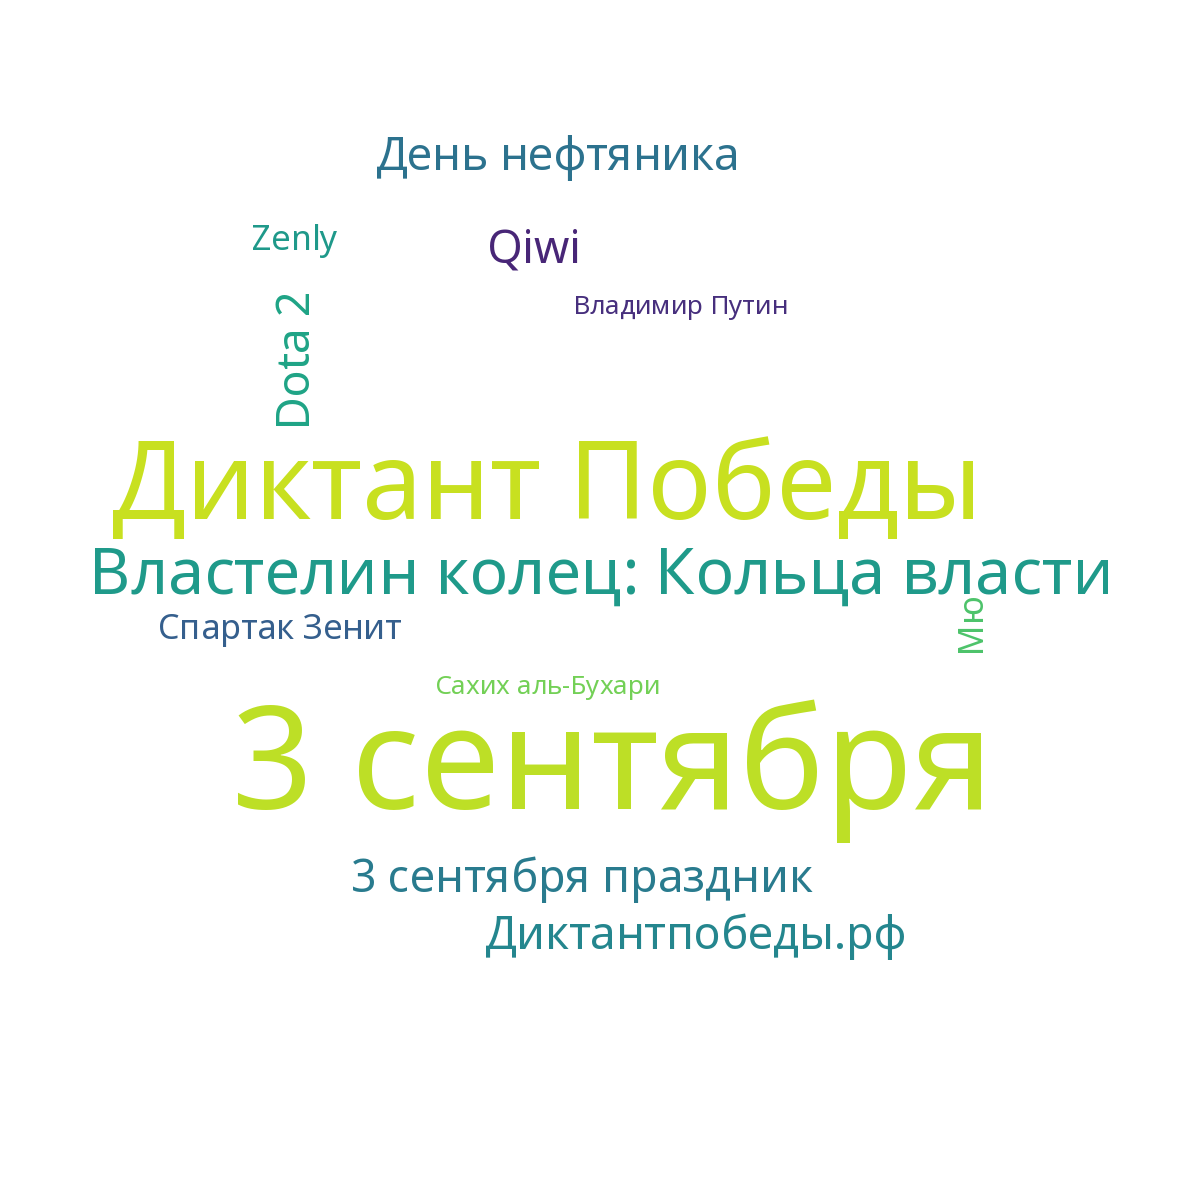 День нефтяника
Zenly
Qiwi
Владимир Путин
Dota 2
Диктант Победы
Властелин колец: Кольца власти
Спартак Зенит
Мю
Сахих аль-Бухари
3 сентября
3 сентября праздник
Диктантпобеды.рф